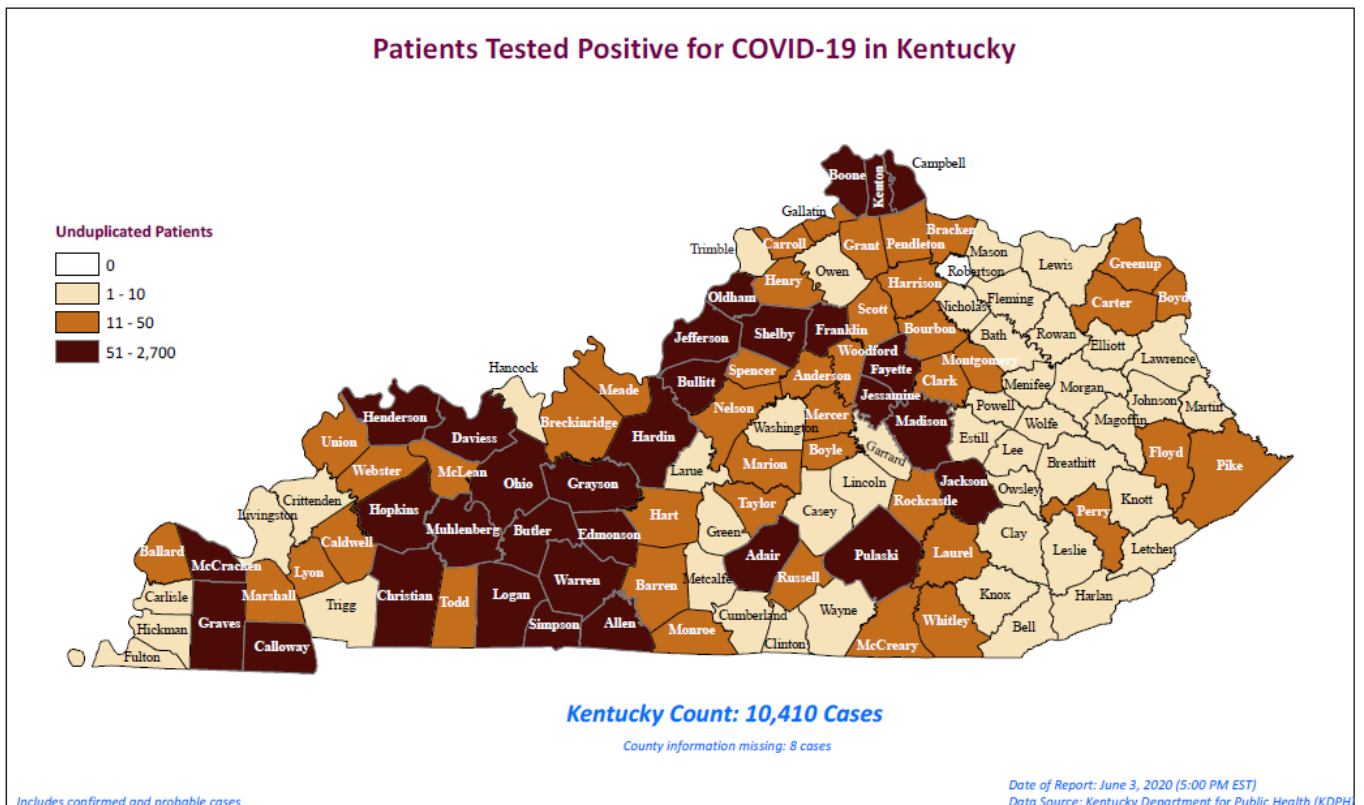 Patients Tested Positive for COVID-19 in Kentucky
Unduplicated Patients
0
1 - 10
11 - 50
51 - 2,700
Boone
Kenton
Campbell
Gallatin
Trimble
Carroll
Grant
Pendleton
Bracken
Mason
Lewis
Greenup
Owen
Robertson
Henry
Harrison
Fleming
Carter
Boyd
Oldham
Nicholas
Scott
Rowan
Jefferson
Shelby
Franklin
Bourbon
Bath
Elliott
Lawrence
Woodford
Montgomery
Hancock
Meade
Bullitt
Spencer
Anderson
Fayette
Clark
Menifee
Morgan
Jessamine
Johnson
Martin
Henderson
Breckinridge
Nelson
Mercer
Powell
Magoffin
Union
Daviess
Hardin
Washington
Madison
Estill
Wolfe
Webster
McLean
Larue
Marion
Boyle
Garrard
Lee
Breathitt
Floyd
Pike
Ohio
Grayson
Lincoln
Jackson
Owsley
Crittenden
Livingston
Hopkins
Muhlenberg
Butler
Edmonson
Hart
Taylor
Casey
Rockcastle
Knott
Perry
Green
Clay
Ballard
McCracken
Caldwell
Adair
Pulaski
Laurel
Leslie
Letcher
Lyon
Warren
Barren
Metcalfe
Russell
Carlisle
Marshall
Trigg
Christian
Todd
Logan
Knox
Harlan
Hickman
Graves
Simpson
Allen
Monroe
Cumberland
Wayne
Whitley
Bell
Fulton
Calloway
Clinton
McCreary
Kentucky Count: 10,410 Cases
County information missing: 8 cases
Date of Report: June 3, 2020 (5:00 PM EST)
Includes confirmed and probable cases
Data Source: Kentucky Department for Public Health (KDPH)